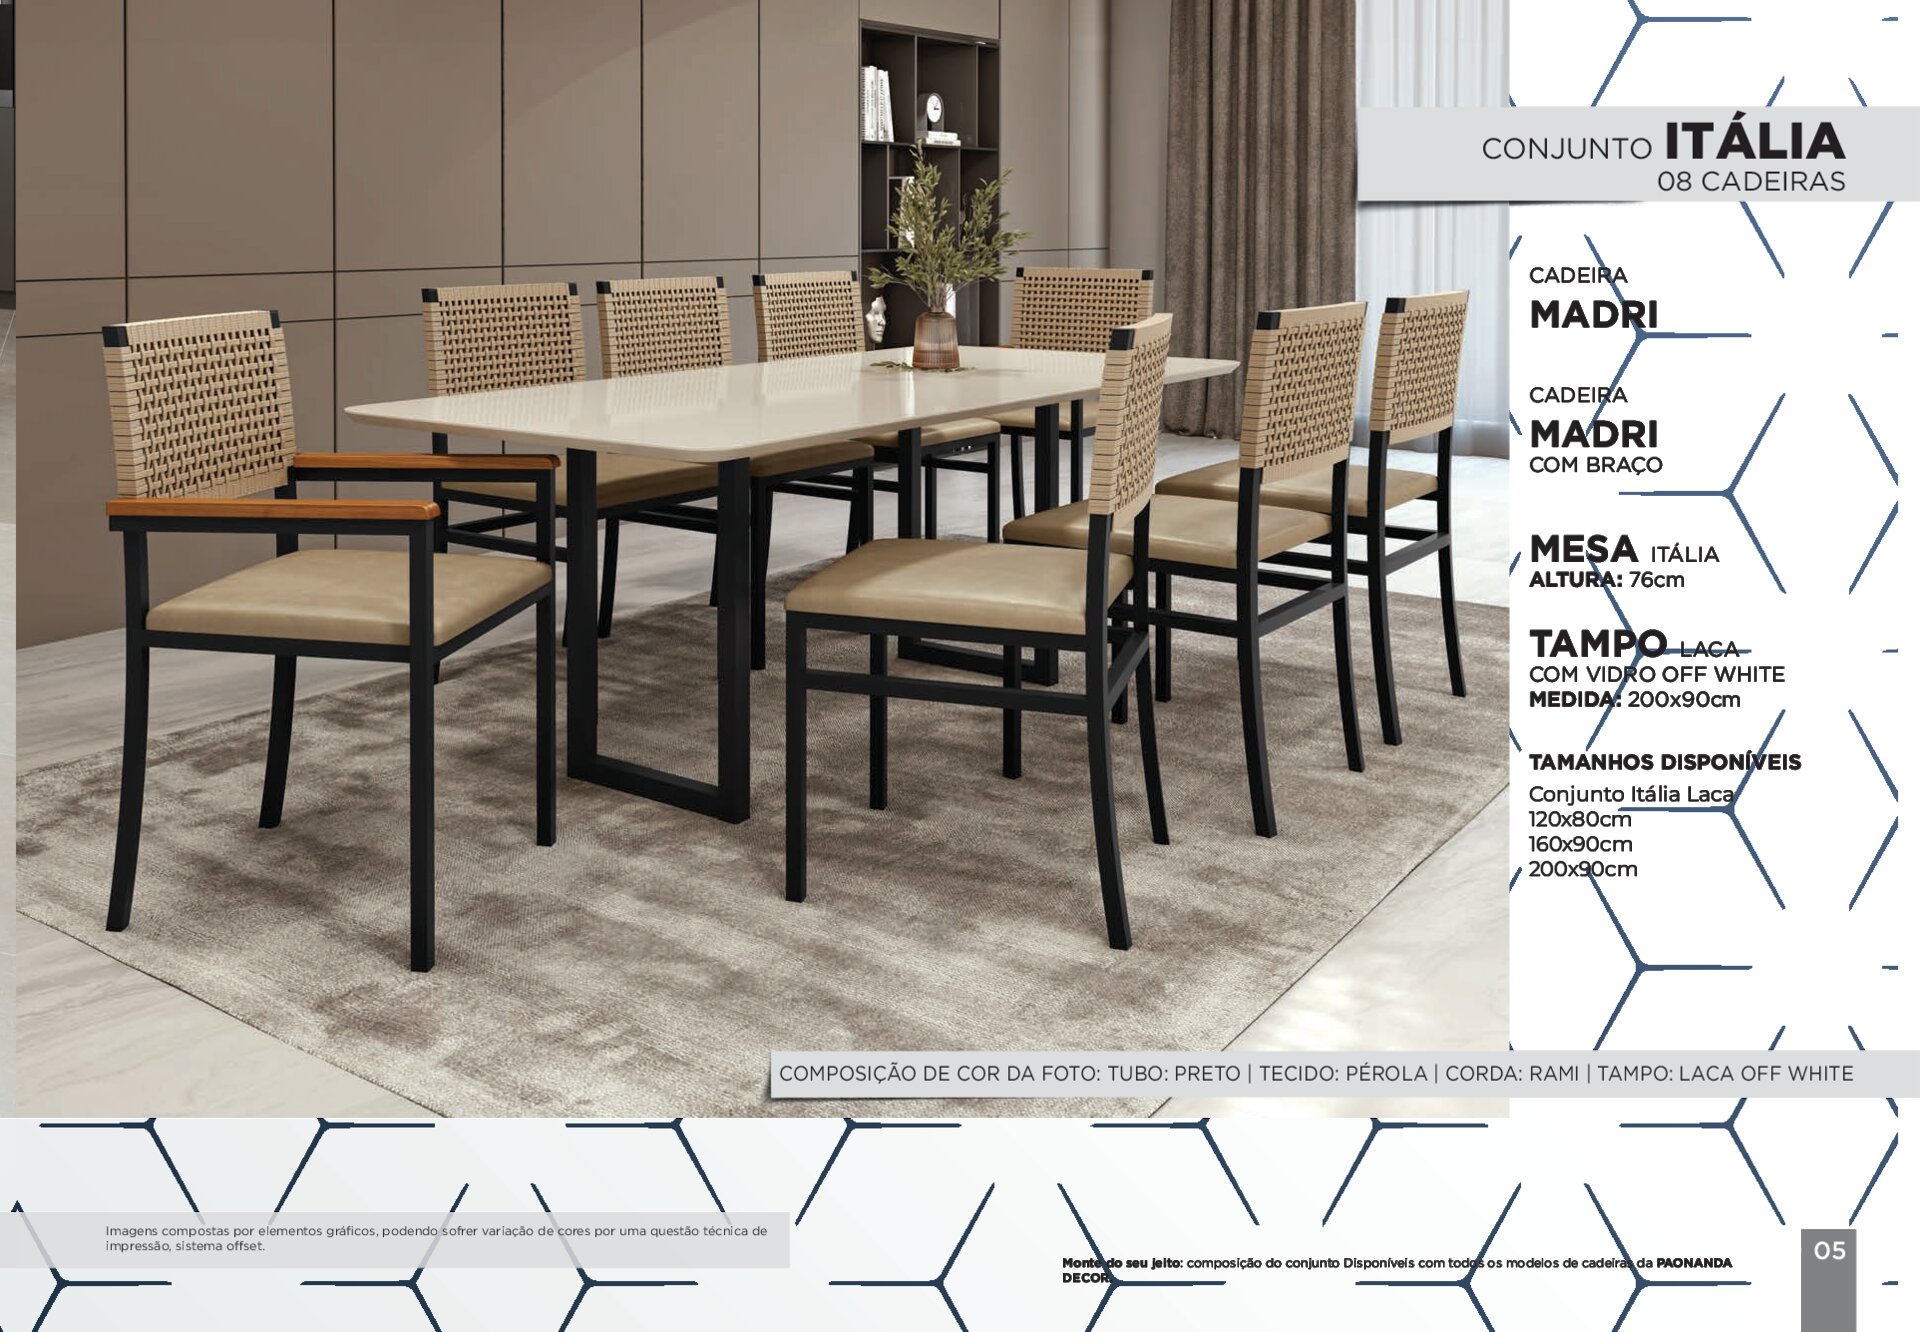 CONJUNTO ITÁLIA
08 CADEIRAS
CADEIRA
MADRI
CADEIRA
MADRI
COM BRAÇO
MESA ITÁLIA
ALTURA: 76cm
TAMPO LACA
COM VIDRO OFF WHITE
MEDIDA: 200x90cm
TAMANHOS DISPONÍVEIS
Conjunto Itália Laca
120x80cm
160x90cm
200x90cm
COMPOSIÇÃO DE COR DA FOTO: TUBO: PRETO | TECIDO: PÉROLA | CORDA: RAMI | TAMPO: LACA OFF WHITE
Imagens compostas por elementos gráficos, podendo sofrer variação de cores por uma questão técnica de
impressão, sistema offset.
Monte do seu jeito: composição do conjunto Disponíveis com todos os modelos de cadeiras da PAONANDA
DECOR.
05